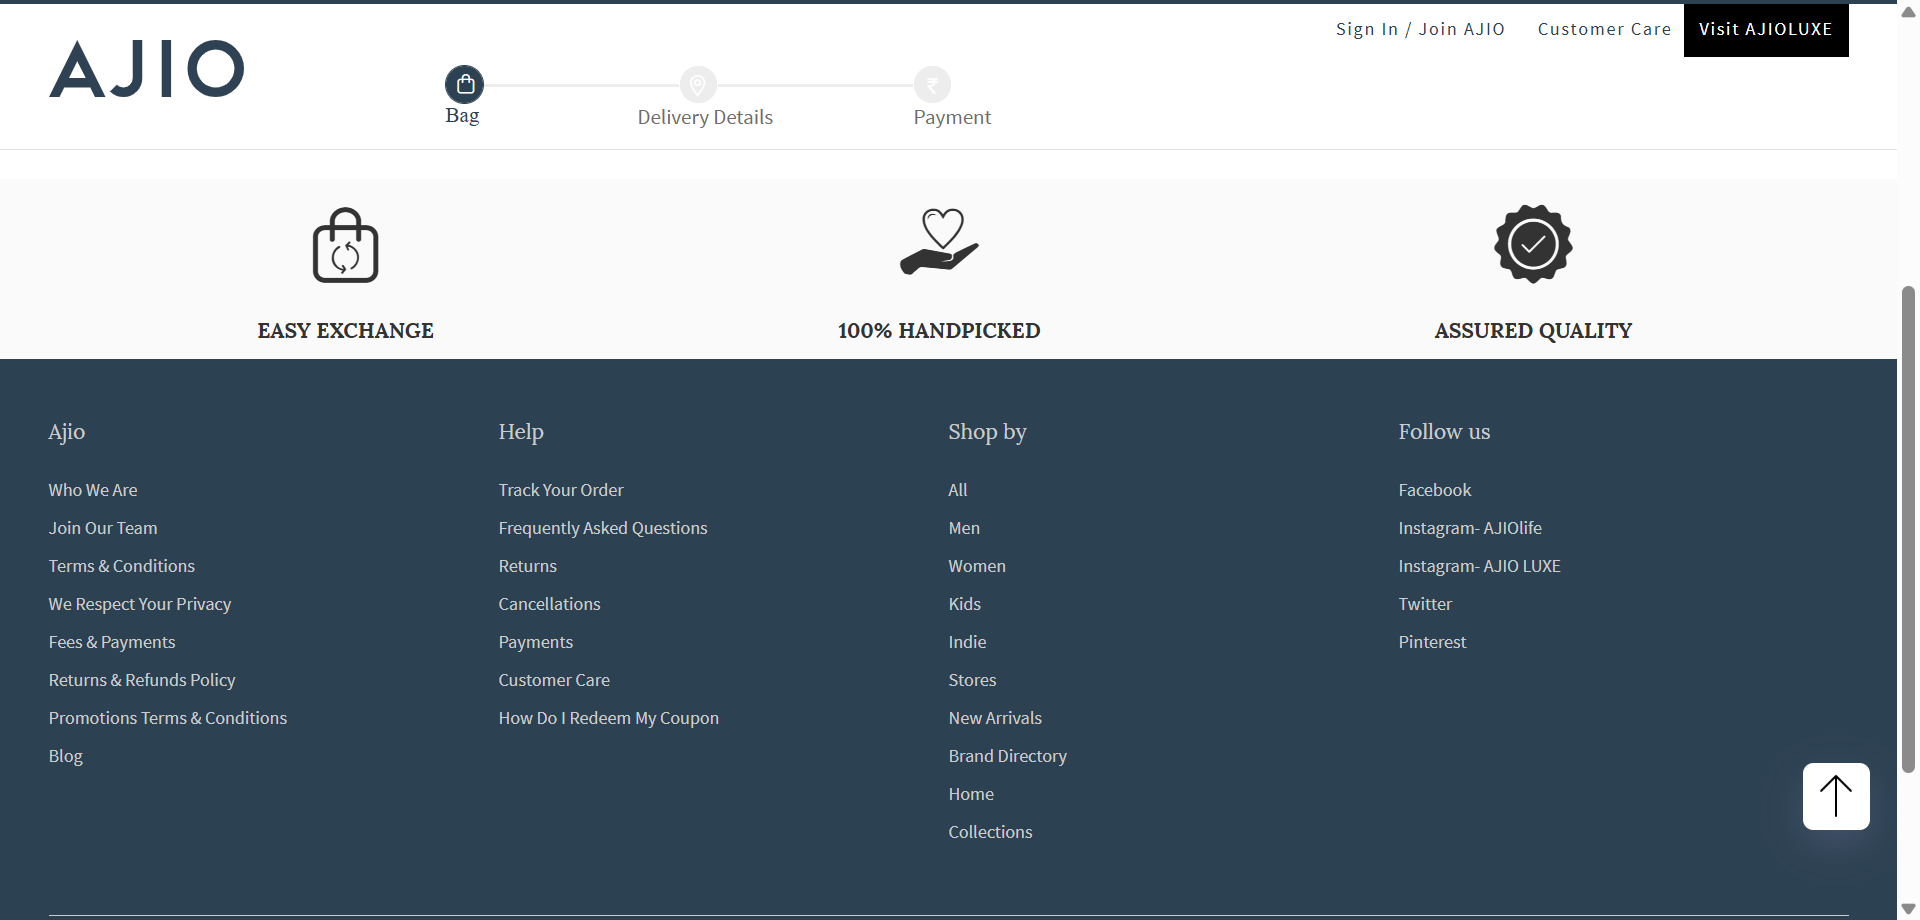 Sign In / Join AJIO
Customer Care
Visit AJIOLUXE
AJIO
Bag
Delivery Details
Payment
EASY EXCHANGE
100% HANDPICKED
ASSURED QUALITY
Ajio
Who We Are
Join Our Team
Terms & Conditions
We Respect Your Privacy
Fees & Payments
Returns & Refunds Policy
Promotions Terms & Conditions
Blog
Help
Track Your Order
Frequently Asked Questions
Returns
Cancellations
Payments
Customer Care
How Do I Redeem My Coupon
Shop by
All
Men
Women
Kids
Indie
Stores
New Arrivals
Brand Directory
Home
Collections
Follow us
Facebook
Instagram- AJIOlife
Instagram- AJIO LUXE
Twitter
Pinterest